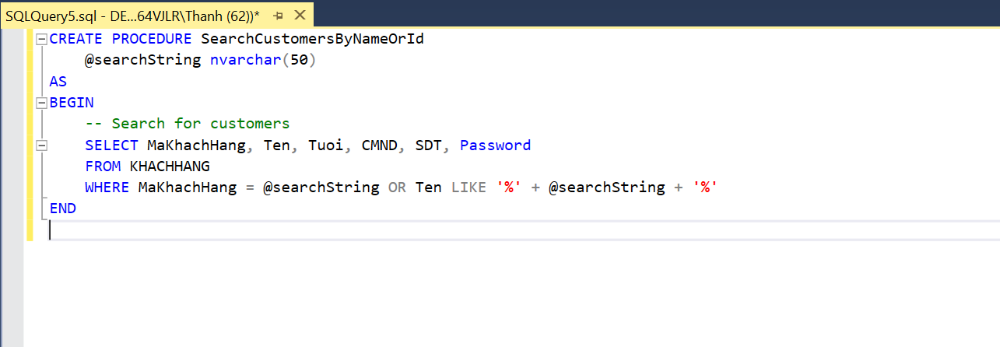 SQLQuery5.sql - DE...64VJLR\Thanh (62))*
CREATE PROCEDURE SearchCustomersByNameOrId
@searchString nvarchar(50)
AS
BEGIN
-- Search for customers
SELECT MaKhachHang, Ten, Tuoi, CMND, SDT, Password
FROM KHACHHANG
WHERE MaKhachHang = @searchString OR Ten LIKE '%' + @searchString + '%'
END